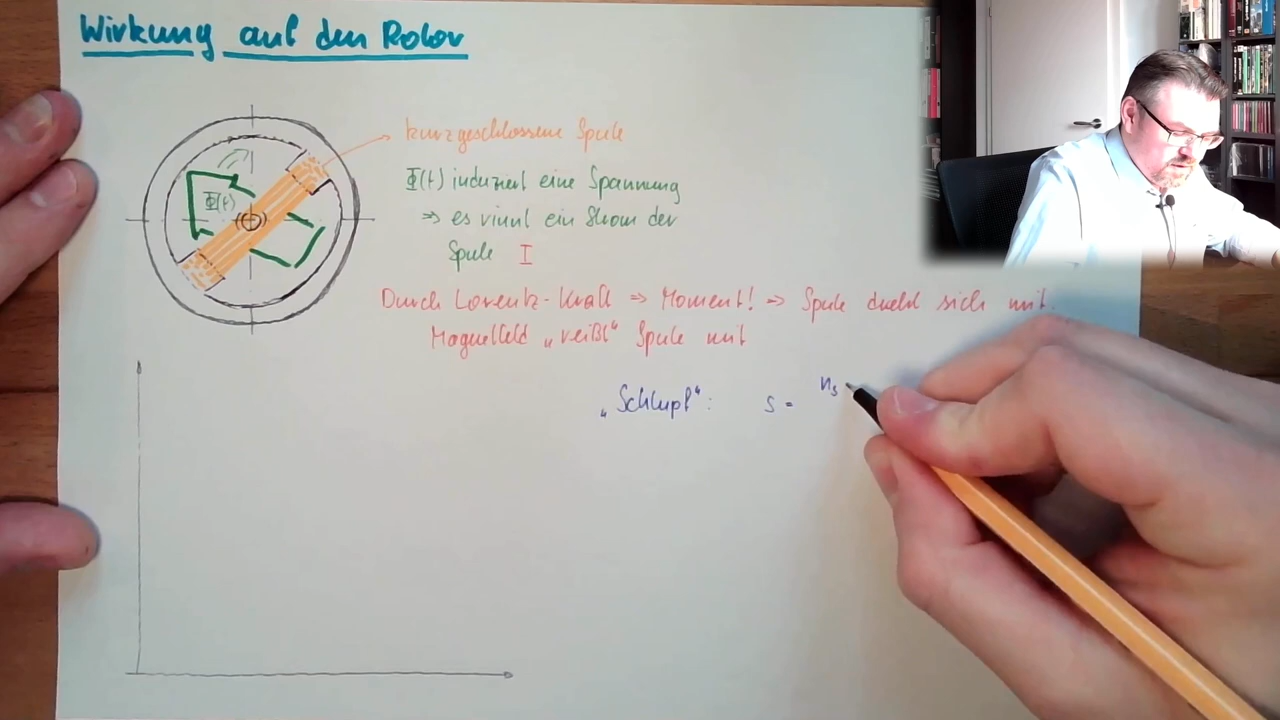 Wirkung auf den Rotor
kurzgeschlossene Spule
Φ(t) induziert eine Spannung
Φ(t)
⇒ es rinnt ein Strom der
Spule I
Durch Lorentz-Kraft ⇒ Moment! ⇒ Spule dreht sich mit.
Magnetfeld „reißt“ Spule mit
„Schlupf“: s = ns